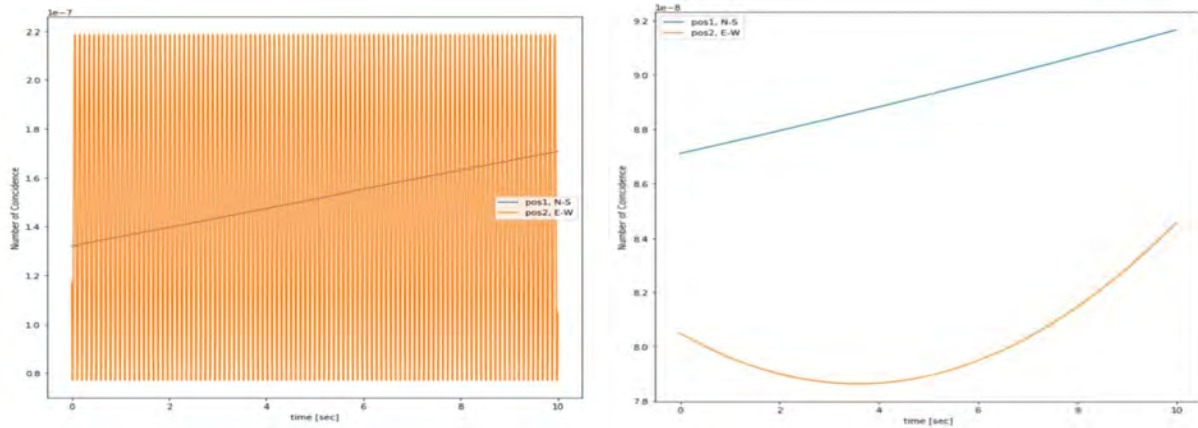 1e-7
2.2
2.0
1.8
1.6
1.4
1.2
1.0
0.8
Number of Coincidence
pos1, N-S
pos2, E-W
0 2 4 6 8 10
time [sec]
1e-8
9.2
9.0
8.8
8.6
8.4
8.2
8.0
7.8
Number of Coincidence
pos1, N-S
pos2, E-W
0 2 4 6 8 10
time [sec]